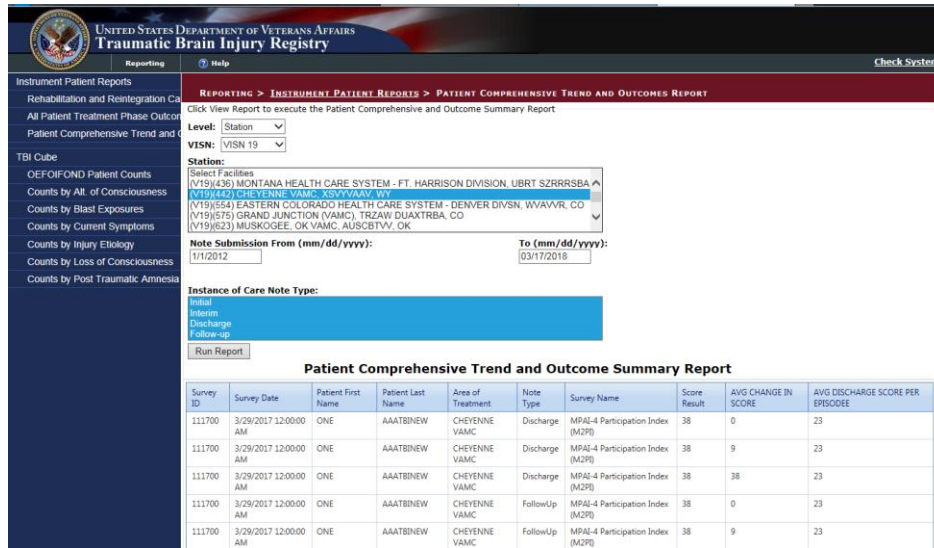 UNITED STATES DEPARTMENT OF VETERANS AFFAIRS
Traumatic Brain Injury Registry
Reporting
Help
Check System
Instrument Patient Reports
Rehabilitation and Reintegration Ca
All Patient Treatment Phase Outcom
Patient Comprehensive Trend and O
TBI Cube
OEFOIFOND Patient Counts
Counts by Alt. of Consciousness
Counts by Blast Exposures
Counts by Current Symptoms
Counts by Injury Etiology
Counts by Loss of Consciousness
Counts by Post Traumatic Amnesia
REPORTING > INSTRUMENT PATIENT REPORTS > PATIENT COMPREHENSIVE TREND AND OUTCOMES REPORT
Click View Report to execute the Patient Comprehensive and Outcome Summary Report
Level: Station
VISN: VISN 19
Station:
Select Facilities
(V19)(436) MONTANA HEALTH CARE SYSTEM - FT. HARRISON DIVISION, UBRT SZRRRSBA
(V19)(442) CHEYENNE VAMC, XSVYVAAV, WY
(V19)(554) EASTERN COLORADO HEALTH CARE SYSTEM - DENVER DIVSN, WVAVVR, CO
(V19)(575) GRAND JUNCTION (VAMC), TRZAW DUAXTRBA, CO
(V19)(623) MUSKOGEE, OK VAMC, AUSCBTVV, OK
Note Submission From (mm/dd/yyyy): To (mm/dd/yyyy):
1/1/2012 03/17/2018
Instance of Care Note Type:
Initial
Interim
Discharge
Follow-up
Run Report
Patient Comprehensive Trend and Outcome Summary Report
Survey ID Survey Date Patient First Name Patient Last Name Area of Treatment Note Type Survey Name Score Result AVG CHANGE IN SCORE AVG DISCHARGE SCORE PER EPISODEE
111700 3/29/2017 12:00:00 AM ONE AAATBINEW CHEYENNE VAMC Discharge MPAI-4 Participation Index (M2PI) 38 0 23
111700 3/29/2017 12:00:00 AM ONE AAATBINEW CHEYENNE VAMC Discharge MPAI-4 Participation Index (M2PI) 38 9 23
111700 3/29/2017 12:00:00 AM ONE AAATBINEW CHEYENNE VAMC Discharge MPAI-4 Participation Index (M2PI) 38 38 23
111700 3/29/2017 12:00:00 AM ONE AAATBINEW CHEYENNE VAMC FollowUp MPAI-4 Participation Index (M2PI) 38 0 23
111700 3/29/2017 12:00:00 AM ONE AAATBINEW CHEYENNE VAMC FollowUp MPAI-4 Participation Index (M2PI) 38 9 23